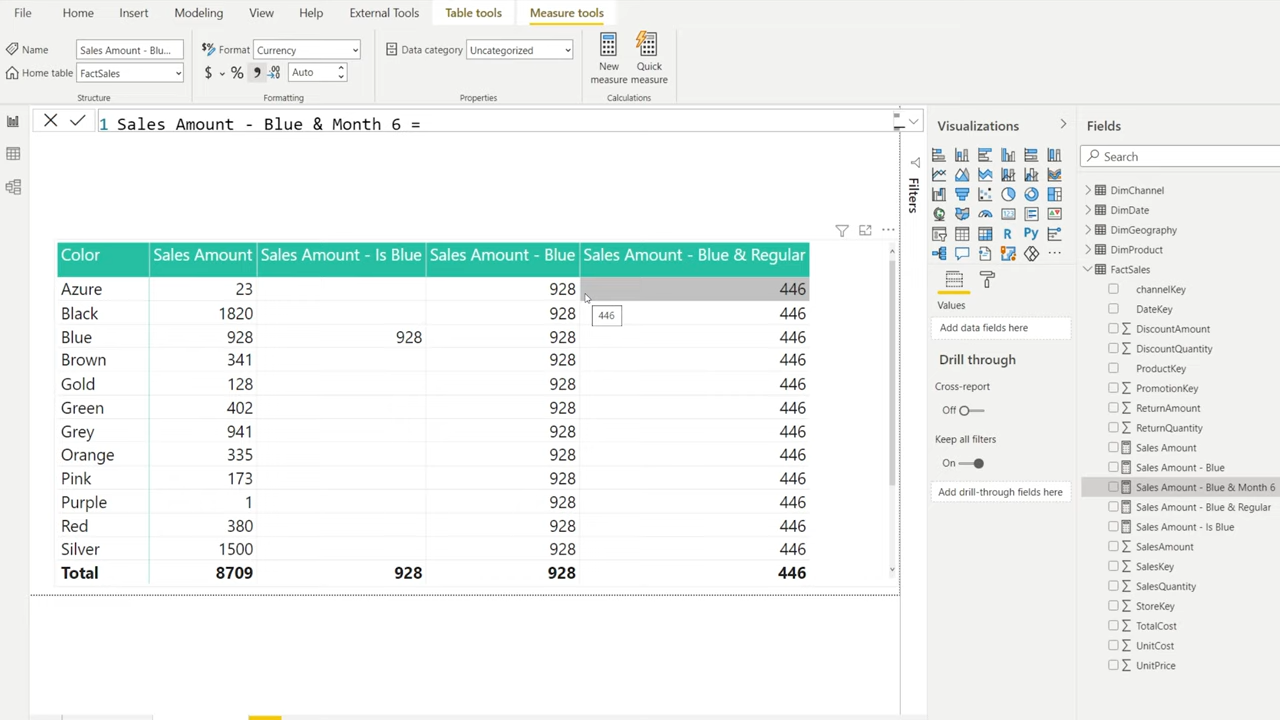 File Home Insert Modeling View Help External Tools Table tools Measure tools
Name Sales Amount - Blu...
Home table FactSales
Structure
$% Format Currency
$ % 9 Auto
Formatting
Data category Uncategorized
Properties
New measure
Quick measure
Calculations
1 Sales Amount - Blue & Month 6 =
Color Sales Amount Sales Amount - Is Blue Sales Amount - Blue Sales Amount - Blue & Regular
Azure 23 928 446
446
Black 1820 928 446
Blue 928 928 928 446
Brown 341 928 446
Gold 128 928 446
Green 402 928 446
Grey 941 928 446
Orange 335 928 446
Pink 173 928 446
Purple 1 928 446
Red 380 928 446
Silver 1500 928 446
Total 8709 928 928 446
Filters
Visualizations
R Py
Values
Add data fields here
Drill through
Cross-report
Off
Keep all filters
On
Add drill-through fields here
Fields
Search
DimChannel
DimDate
DimGeography
DimProduct
FactSales
channelKey
DateKey
DiscountAmount
DiscountQuantity
ProductKey
PromotionKey
ReturnAmount
ReturnQuantity
Sales Amount
Sales Amount - Blue
Sales Amount - Blue & Month 6
Sales Amount - Blue & Regular
Sales Amount - Is Blue
SalesAmount
SalesKey
SalesQuantity
StoreKey
TotalCost
UnitCost
UnitPrice